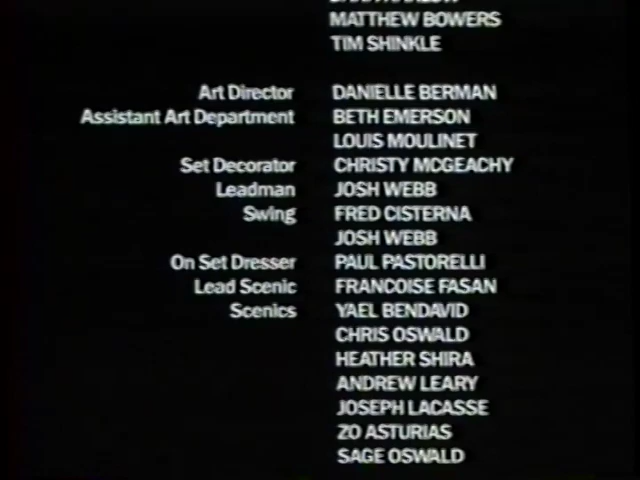 MATTHEW BOWERS
TIM SHINKLE
Art Director DANIELLE BERMAN
Assistant Art Department BETH EMERSON
LOUIS MOULINET
Set Decorator CHRISTY MCGEACHY
Leadman JOSH WEBB
Swing FRED CISTERNA
JOSH WEBB
On Set Dresser PAUL PASTORELLI
Lead Scenic FRANCOISE FASAN
Scenics YAEL BENDAVID
CHRIS OSWALD
HEATHER SHIRA
ANDREW LEARY
JOSEPH LACASSE
ZO ASTURIAS
SAGE OSWALD